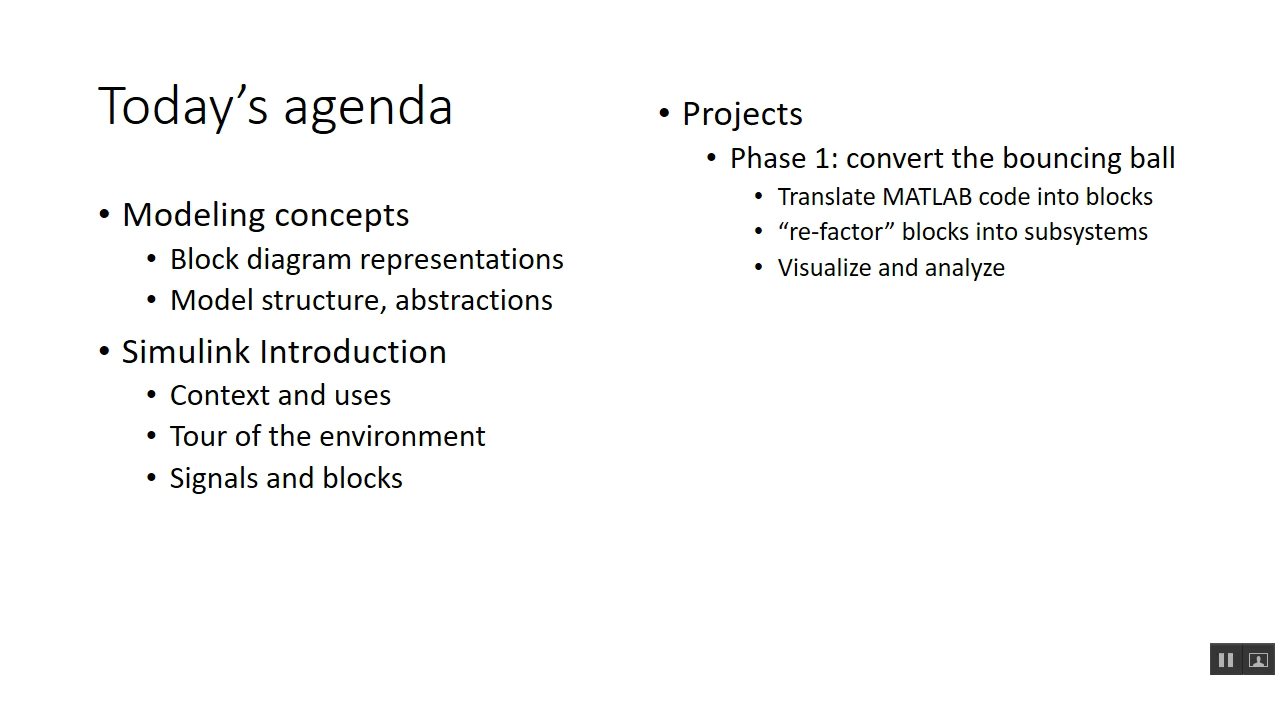 Today’s agenda
• Modeling concepts
• Block diagram representations
• Model structure, abstractions
• Simulink Introduction
• Context and uses
• Tour of the environment
• Signals and blocks
• Projects
• Phase 1: convert the bouncing ball
• Translate MATLAB code into blocks
• “re-factor” blocks into subsystems
• Visualize and analyze